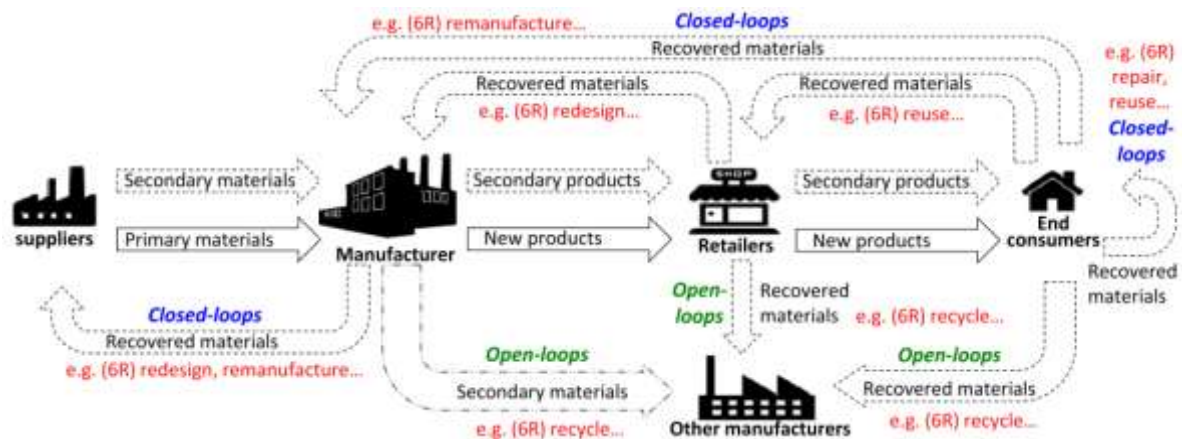 e.g. (6R) remanufacture...
Closed-loops
Recovered materials
e.g. (6R)
repair,
reuse...
Closed-
loops
Recovered materials
e.g. (6R) redesign...
Recovered materials
e.g. (6R) reuse...
SHOP
Secondary materials
Secondary products
Secondary products
suppliers
Primary materials
Manufacturer
New products
Retailers
New products
End
consumers
Recovered
materials
Closed-loops
Recovered materials
e.g. (6R) redesign, remanufacture...
Open-
loops
Recovered
materials
e.g. (6R) recycle...
Open-loops
Secondary materials
e.g. (6R) recycle...
Open-loops
Recovered materials
e.g. (6R) recycle...
Other manufacturers